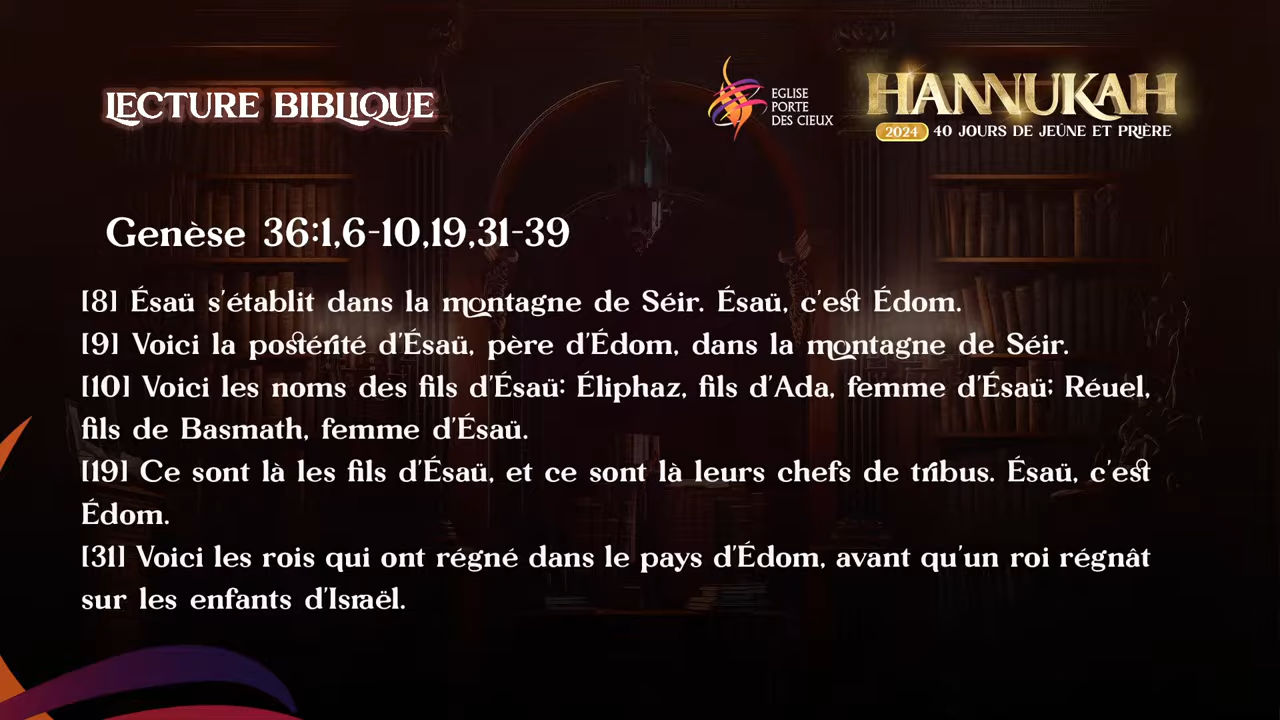 LECTURE BIBLIQUE
EGLISE
PORTE
DES CIEUX
HANNUKAH
2024 40 JOURS DE JEÛNE ET PRIÈRE
Genèse 36:1,6-10,19,31-39
[8] Ésaü s'établit dans la montagne de Séir. Ésaü, c'est Édom.
[9] Voici la postérité d'Ésaü, père d'Édom, dans la montagne de Séir.
[10] Voici les noms des fils d'Ésaü: Éliphaz, fils d'Ada, femme d'Ésaü; Réuel,
fils de Basmath, femme d'Ésaü.
[19] Ce sont là les fils d'Ésaü, et ce sont là leurs chefs de tribus. Ésaü, c'est
Édom.
[31] Voici les rois qui ont régné dans le pays d'Édom, avant qu'un roi régnât
sur les enfants d'Israël.